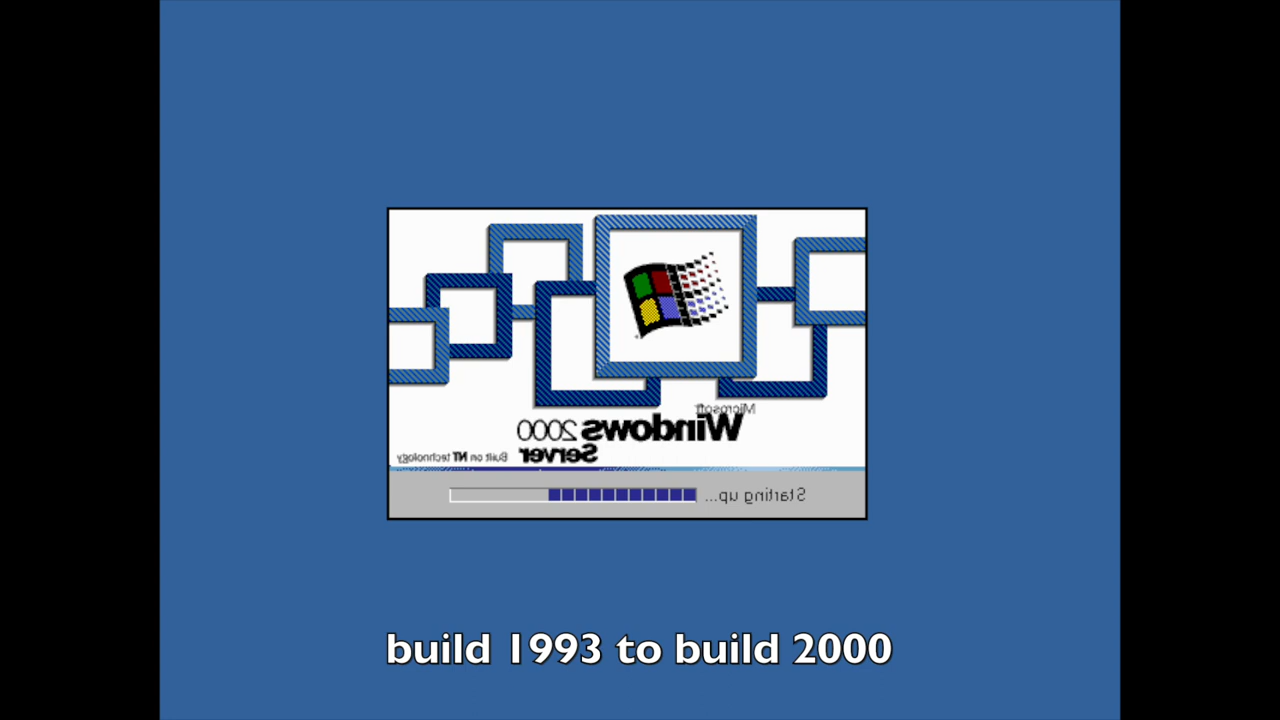 Microsoft
Windows 2000
Server
Built on NT technology
Starting up...
build 1993 to build 2000